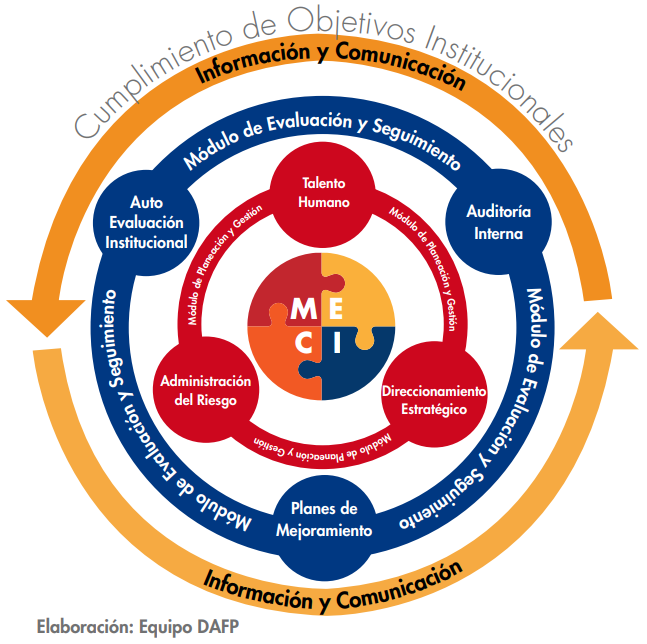 Cumplimiento de Objetivos Institucionales
Información y Comunicación
Módulo de Evaluación y Seguimiento
Talento
Humano
Auto
Evaluación
Institucional
Auditoría
Interna
Módulo de Planeación y Gestión
Módulo de Planeación y Gestión
M E
C I
Módulo de Evaluación y Seguimiento
Módulo de Evaluación y Seguimiento
Administración
del Riesgo
Direccionamiento
Estratégico
Módulo de Planeación y Gestión
Planes de
Mejoramiento
Información y Comunicación
Elaboración: Equipo DAFP